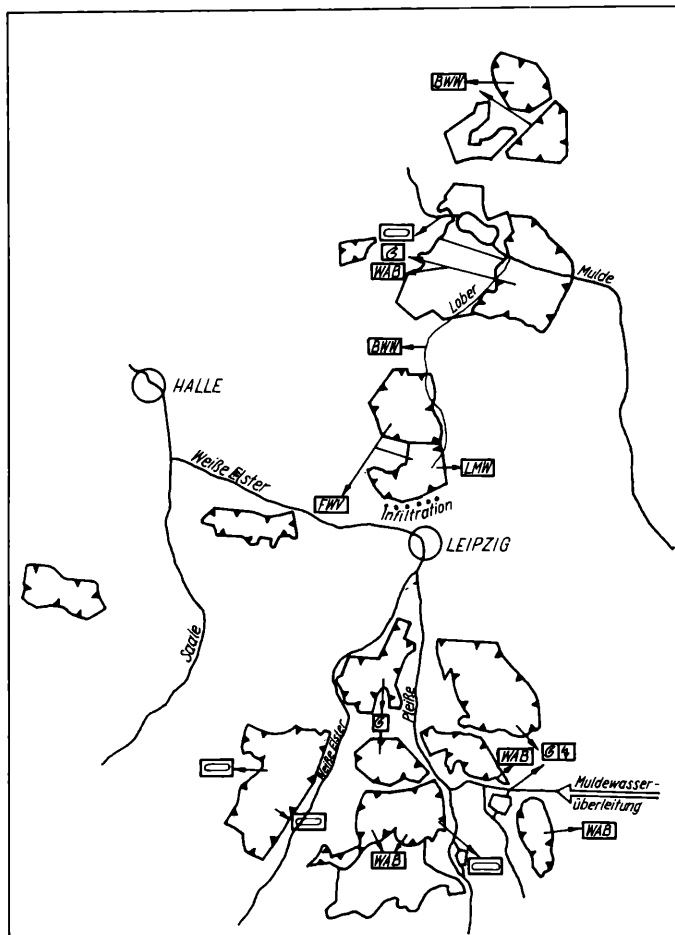 BWW
WAB
Mulde
Lober
BWW
HALLE
LMW
Weiße Elster
FWV
Infiltration
LEIPZIG
Saale
Pleiße
Weiße Elster
WAB
Muldewasser-
überleitung
WAB
WAB